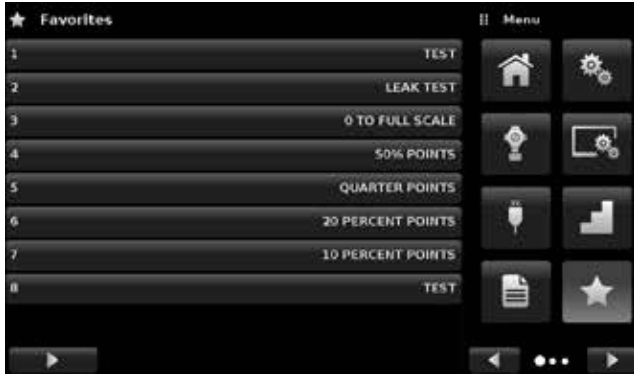 Favorites
Menu
1 TEST
2 LEAK TEST
3 0 TO FULL SCALE
4 50% POINTS
5 QUARTER POINTS
6 20 PERCENT POINTS
7 10 PERCENT POINTS
8 TEST